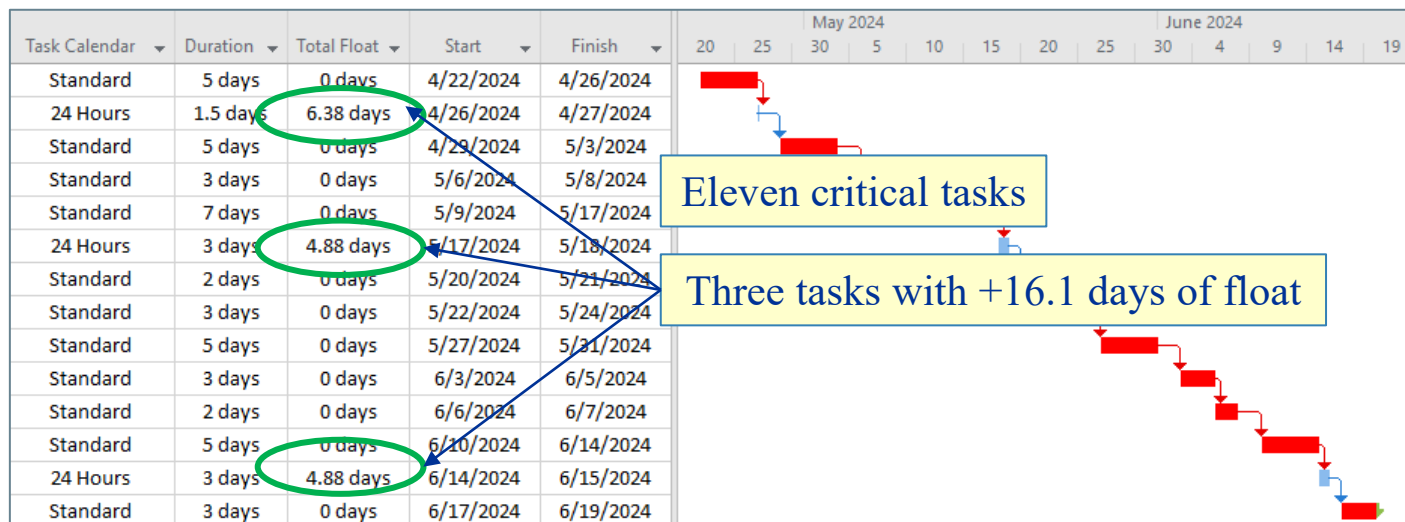 May 2024 June 2024
Task Calendar Duration Total Float Start Finish 20 25 30 5 10 15 20 25 30 4 9 14 19
Standard 5 days 0 days 4/22/2024 4/26/2024
24 Hours 1.5 days 6.38 days 4/26/2024 4/27/2024
Standard 5 days 0 days 4/29/2024 5/3/2024
Standard 3 days 0 days 5/6/2024 5/8/2024
Eleven critical tasks
Standard 7 days 0 days 5/9/2024 5/17/2024
24 Hours 3 days 4.88 days 5/17/2024 5/18/2024
Standard 2 days 0 days 5/20/2024 5/21/2024
Three tasks with +16.1 days of float
Standard 3 days 0 days 5/22/2024 5/24/2024
Standard 5 days 0 days 5/27/2024 5/31/2024
Standard 3 days 0 days 6/3/2024 6/5/2024
Standard 2 days 0 days 6/6/2024 6/7/2024
Standard 5 days 0 days 6/10/2024 6/14/2024
24 Hours 3 days 4.88 days 6/14/2024 6/15/2024
Standard 3 days 0 days 6/17/2024 6/19/2024